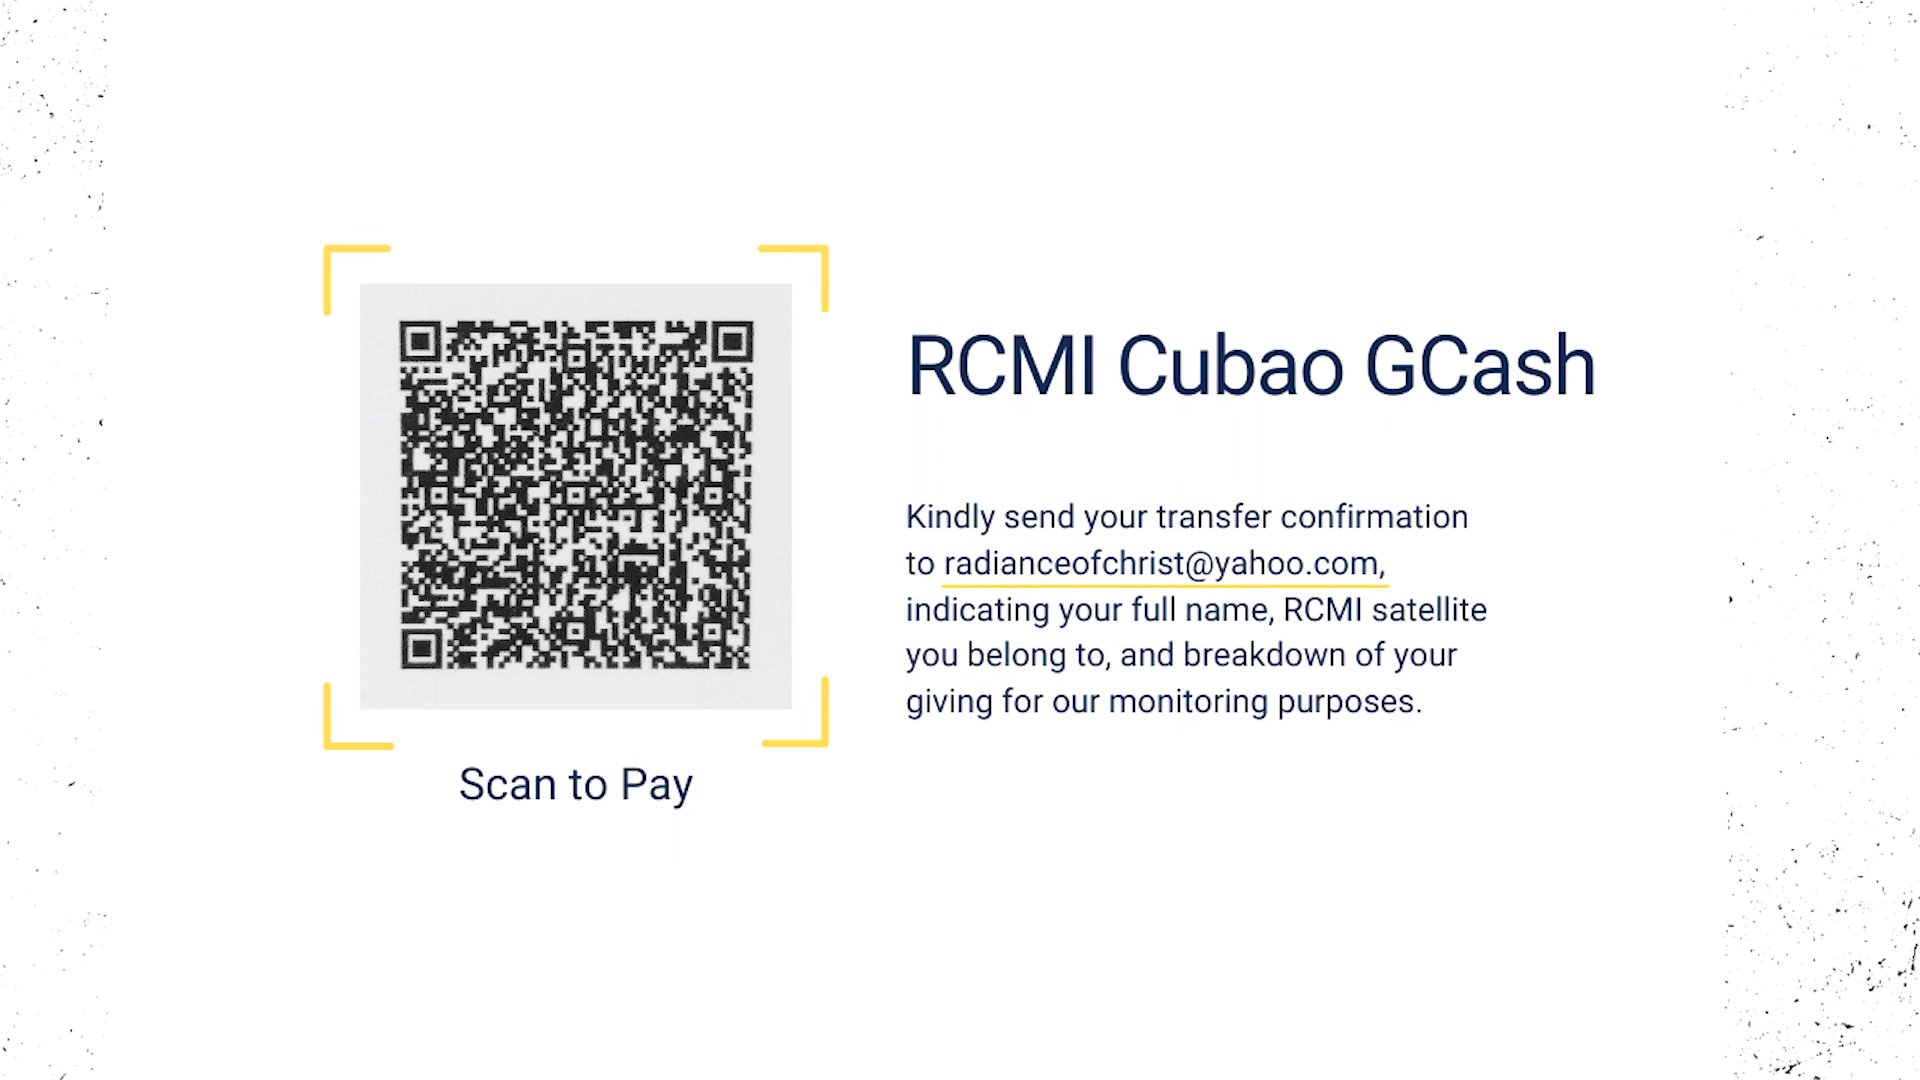 RCMI Cubao GCash
Kindly send your transfer confirmation
to radianceofchrist@yahoo.com,
indicating your full name, RCMI satellite
you belong to, and breakdown of your
giving for our monitoring purposes.
Scan to Pay